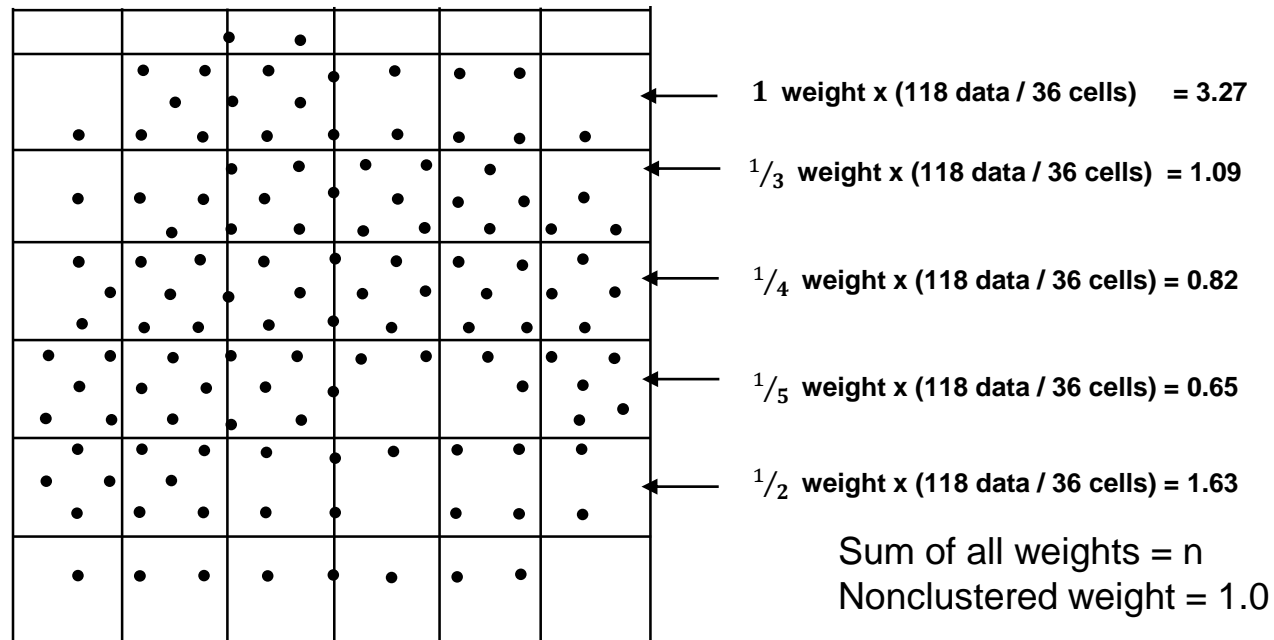 1 weight x (118 data / 36 cells) = 3.27
1/3 weight x (118 data / 36 cells) = 1.09
1/4 weight x (118 data / 36 cells) = 0.82
1/5 weight x (118 data / 36 cells) = 0.65
1/2 weight x (118 data / 36 cells) = 1.63
Sum of all weights = n
Nonclustered weight = 1.0